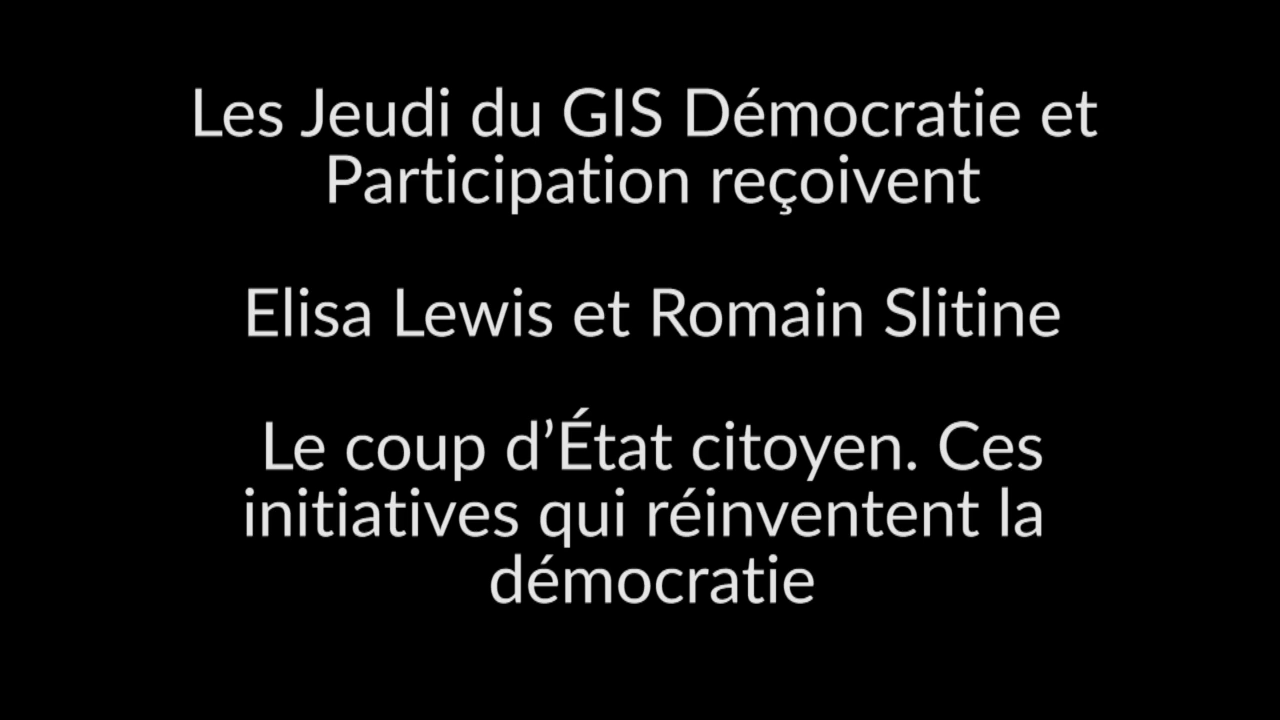 Les Jeudi du GIS Démocratie et
Participation reçoivent
Elisa Lewis et Romain Slitine
Le coup d’État citoyen. Ces
initiatives qui réinventent la
démocratie